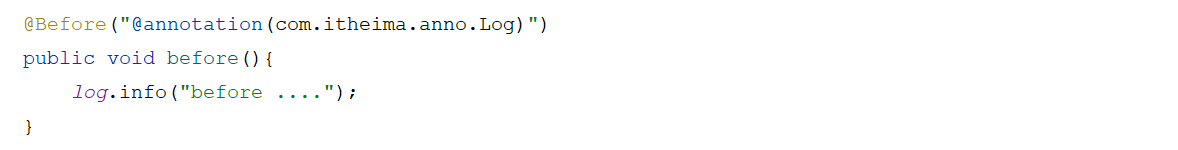 @Before("@annotation(com.itheima.anno.Log)")
public void before(){
    log.info("before ....");
}